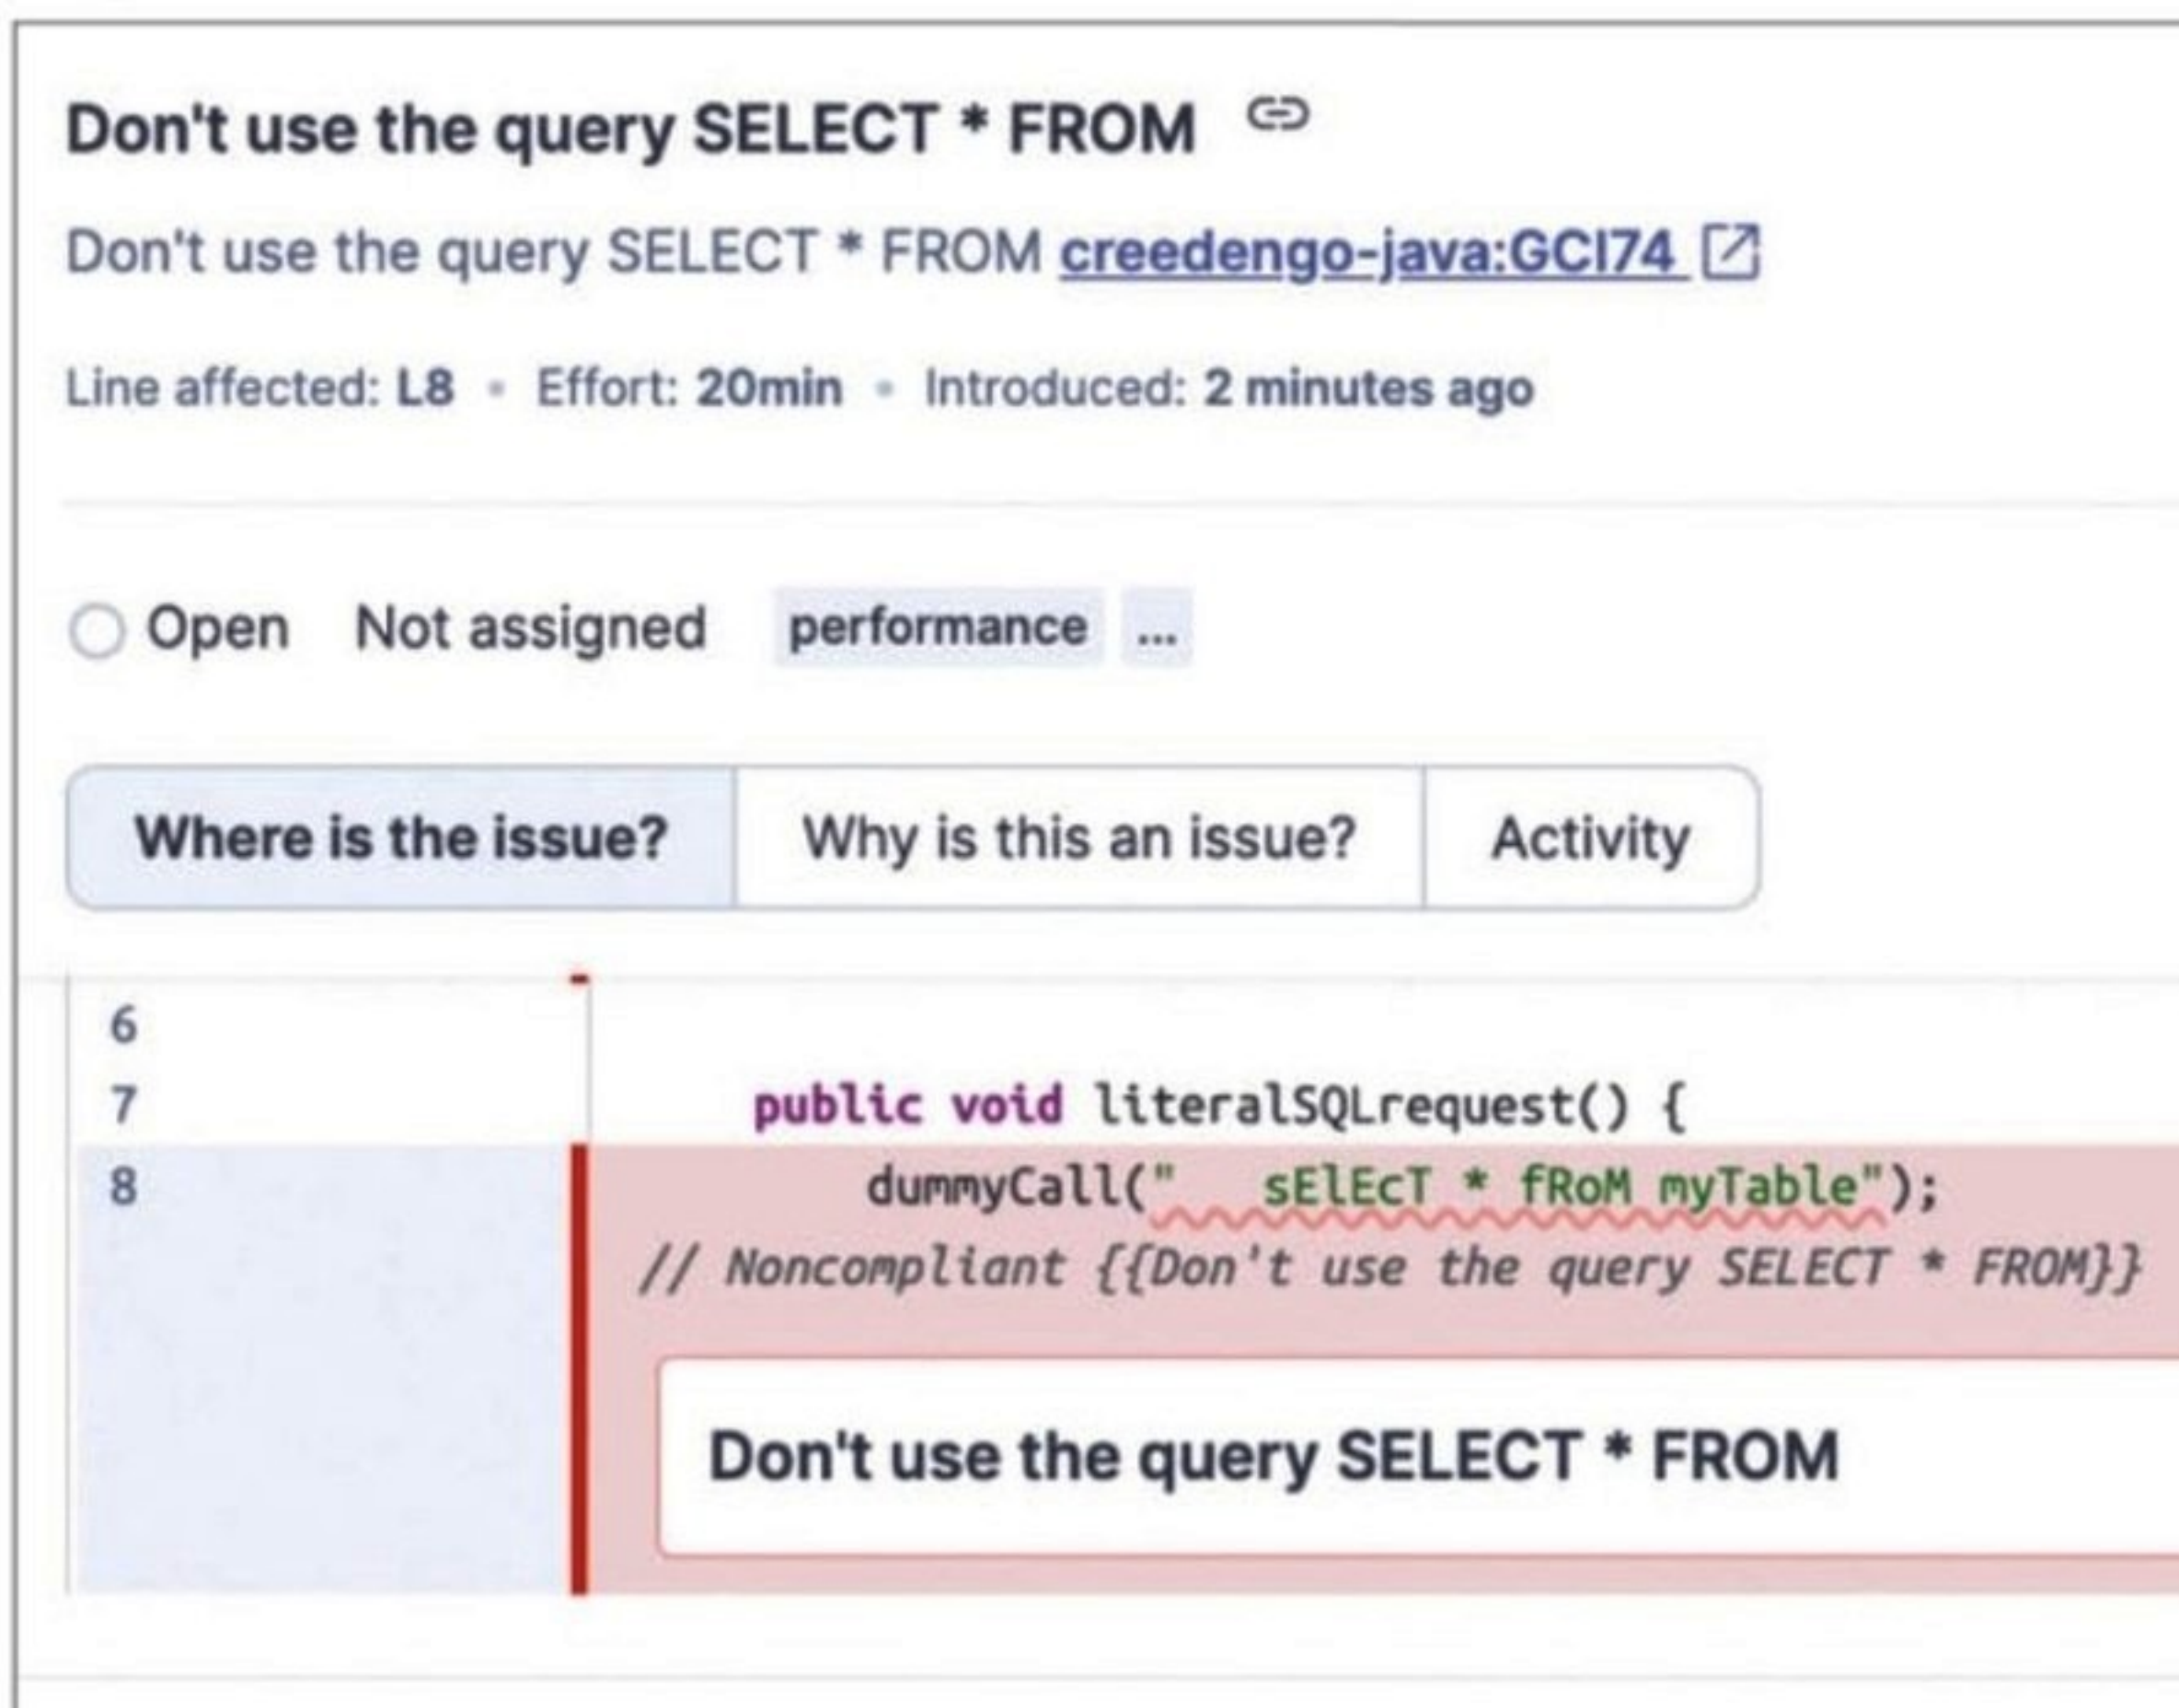 Don't use the query SELECT * FROM
Don't use the query SELECT * FROM creedengo-java:GCI74
Line affected: L8 • Effort: 20min • Introduced: 2 minutes ago
Open Not assigned performance ...
Where is the issue? Why is this an issue? Activity
6
7 public void literalSQLrequest() {
8 dummyCall("   sElEcT * fRoM myTable");
// Noncompliant {{Don't use the query SELECT * FROM}}
Don't use the query SELECT * FROM